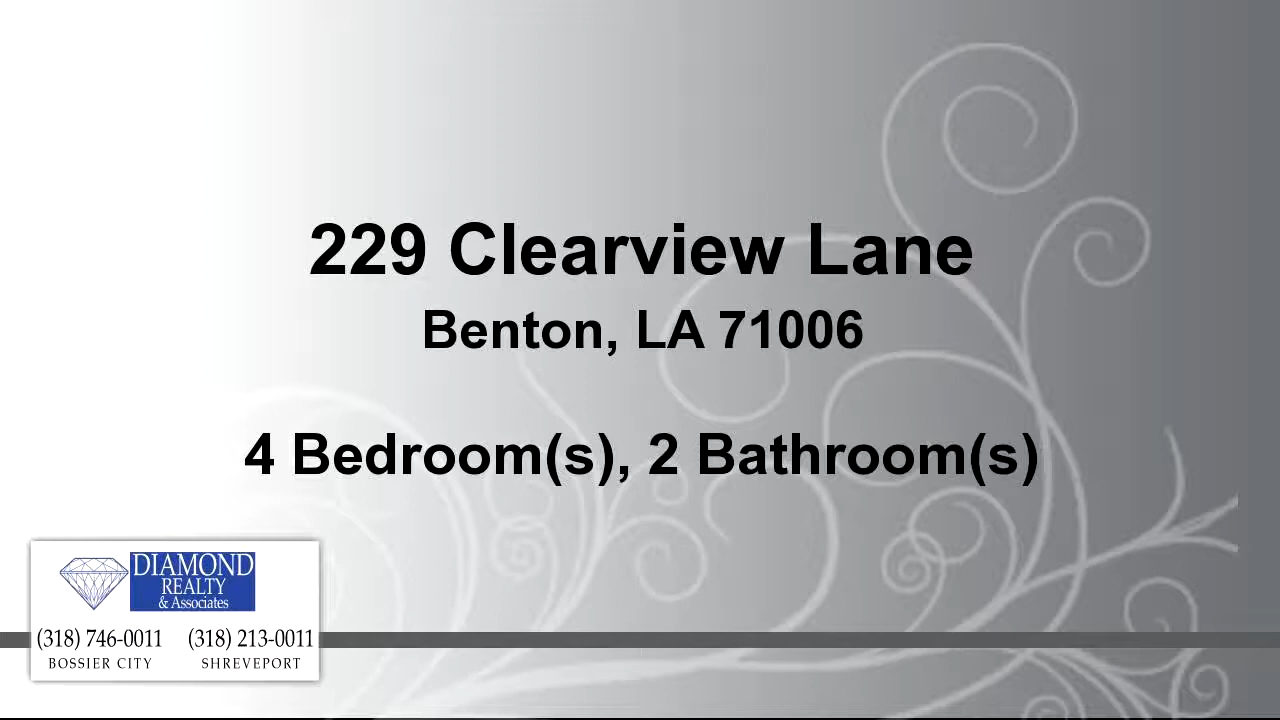 229 Clearview Lane
Benton, LA 71006
4 Bedroom(s), 2 Bathroom(s)
DIAMOND
REALTY
& Associates
(318) 746-0011 (318) 213-0011
BOSSIER CITY SHREVEPORT